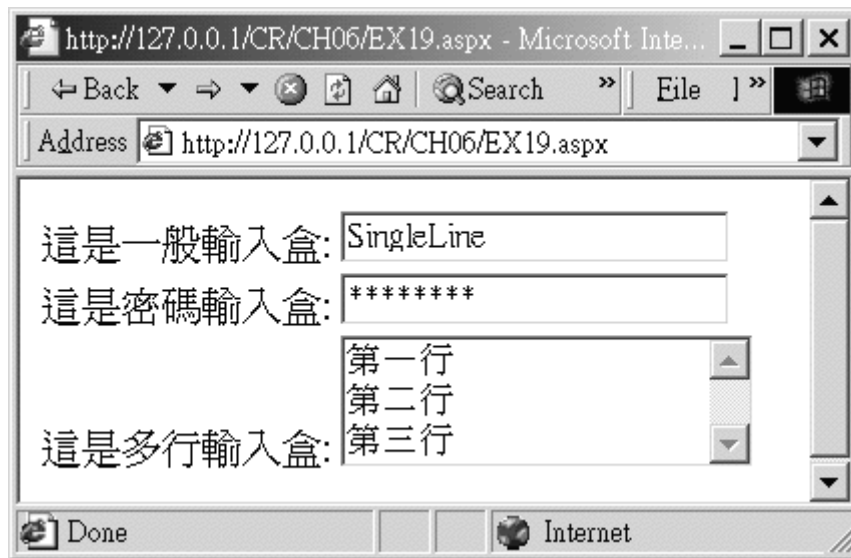 http://127.0.0.1/CR/CH06/EX19.aspx - Microsoft Inte...
Back Search » File ] »
Address http://127.0.0.1/CR/CH06/EX19.aspx
這是一般輸入盒: SingleLine
這是密碼輸入盒: ********
第一行
第二行
這是多行輸入盒: 第三行
Done Internet